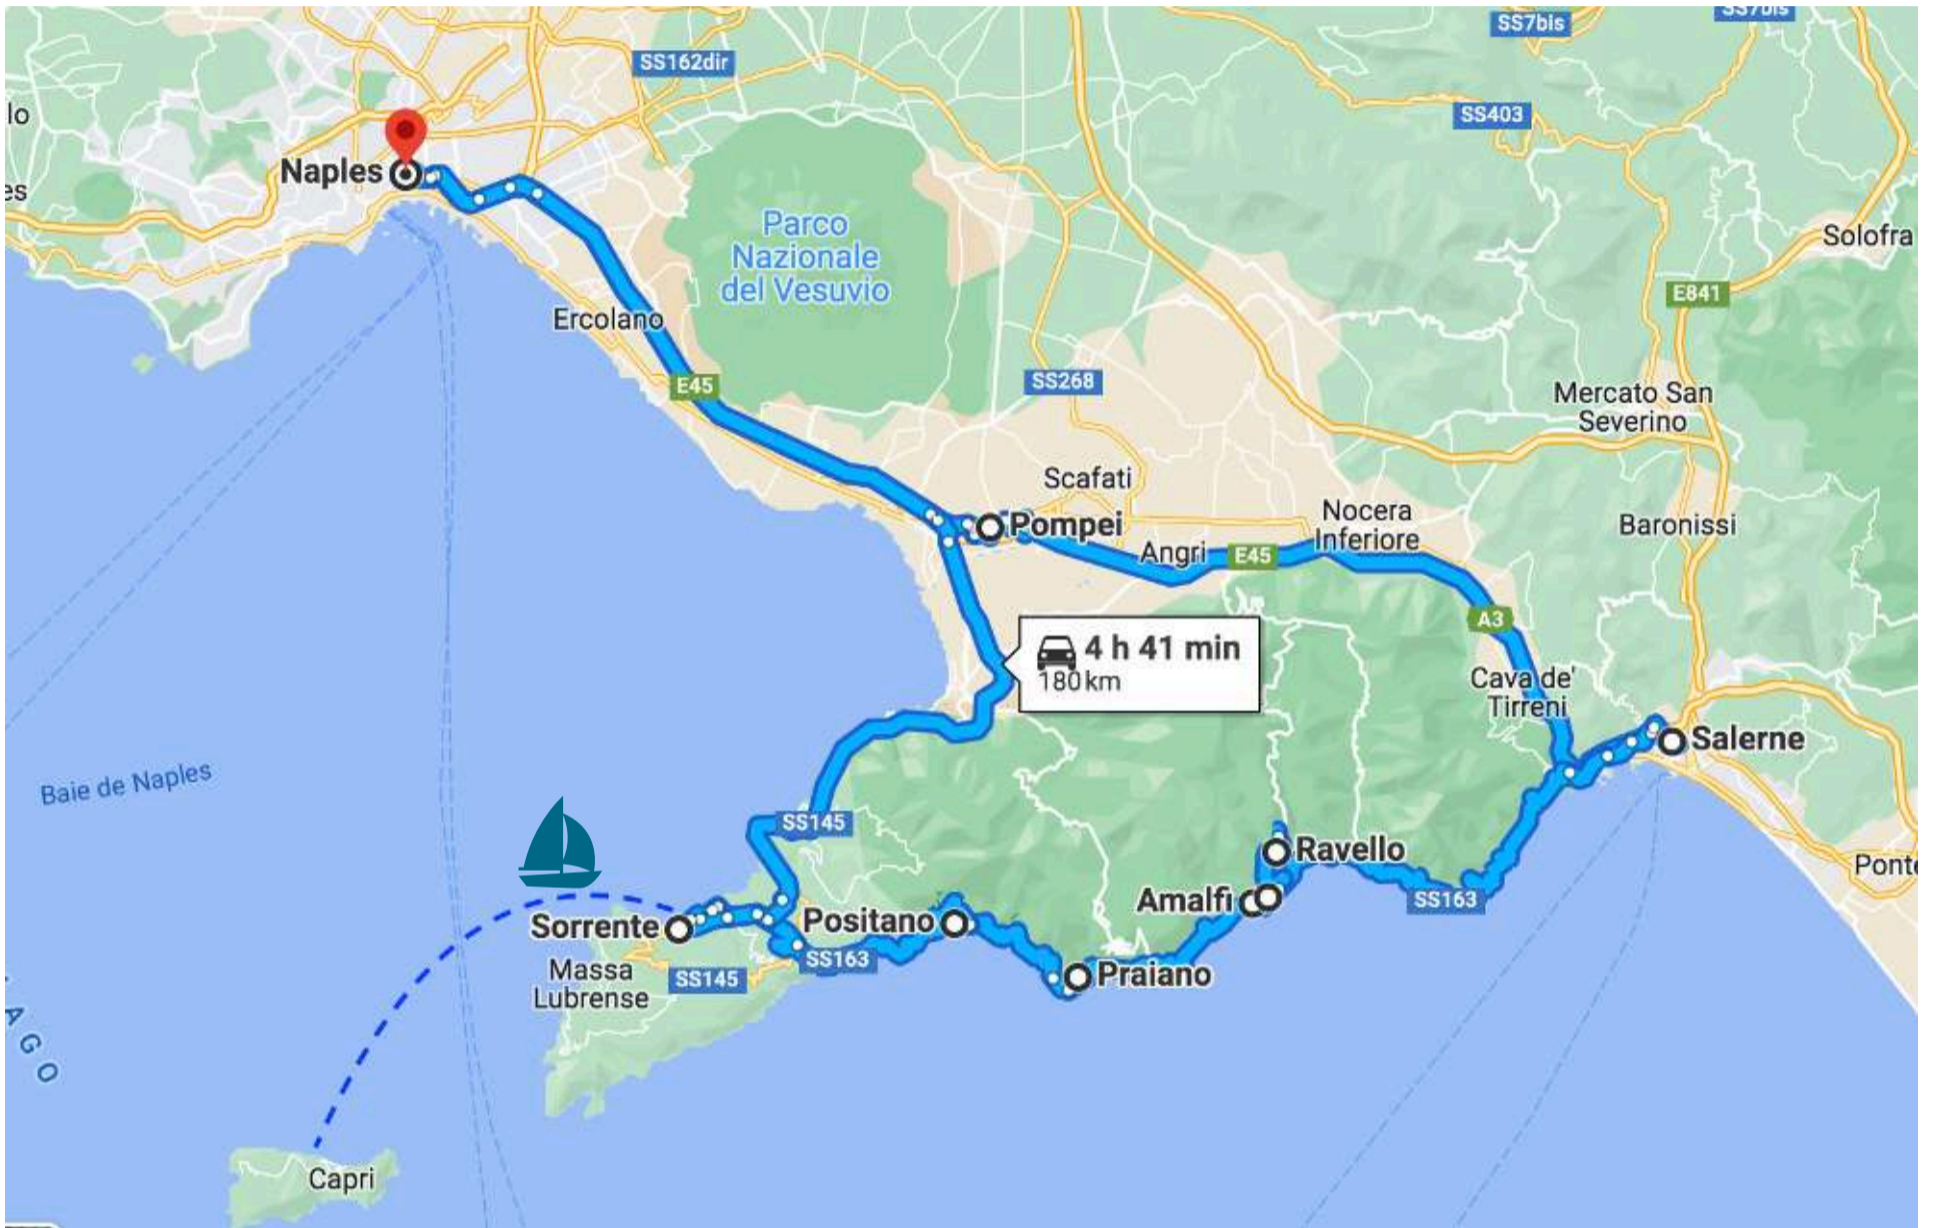 SS7bis
SS7bis
SS162dir
SS403
lo
Naples
es
Parco
Nazionale
del Vesuvio
Solofra
E841
Ercolano
E45
SS268
Mercato San
Severino
Scafati
Nocera
Inferiore
Pompei
Baronissi
Angri
E45
A3
4 h 41 min
180 km
Cava de'
Tirreni
Salerne
Baie de Naples
SS145
Ravello
Ponte
Amalfi
SS163
Sorrente
Positano
SS163
Massa
Lubrense
SS145
Praiano
AGO
Capri